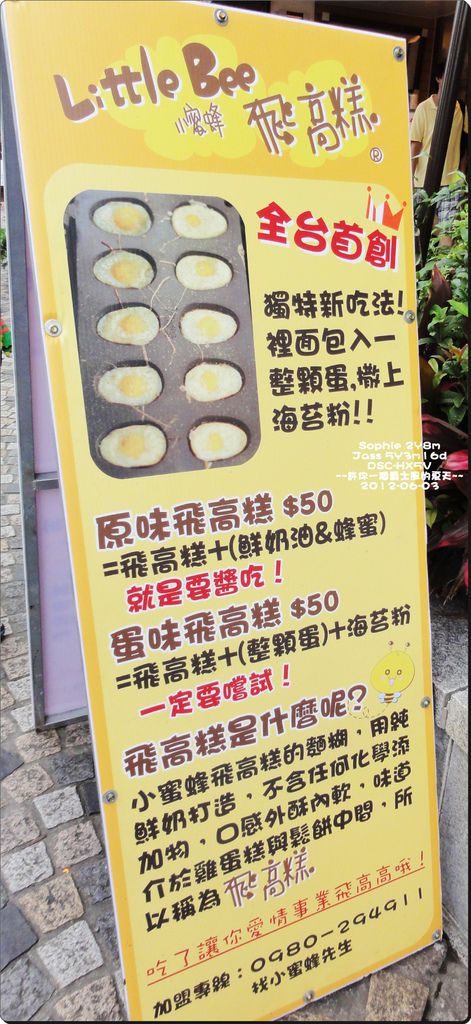 Little Bee
小蜜蜂 飛高糕.
®
全台首創
獨特新吃法!
裡面包入一
整顆蛋,撒上
海苔粉!!
Sophie 2Y8m
Jass 5Y3m16d
DSC-HX5V
2012-06-03
原味飛高糕 $50
=飛高糕+(鮮奶油&蜂蜜)
就是要醬吃！
蛋味飛高糕 $50
=飛高糕+(整顆蛋)+海苔粉
一定要嚐試！
飛高糕是什麼呢?
小蜜蜂飛高糕的麵糊，用純
鮮奶打造，不含任何化學添
加物，口感外酥內軟，味道
介於雞蛋糕與鬆餅中間，所
以稱為飛高糕.
吃了讓你愛情事業飛高高哦！
加盟專線：0980-294911
找小蜜蜂先生